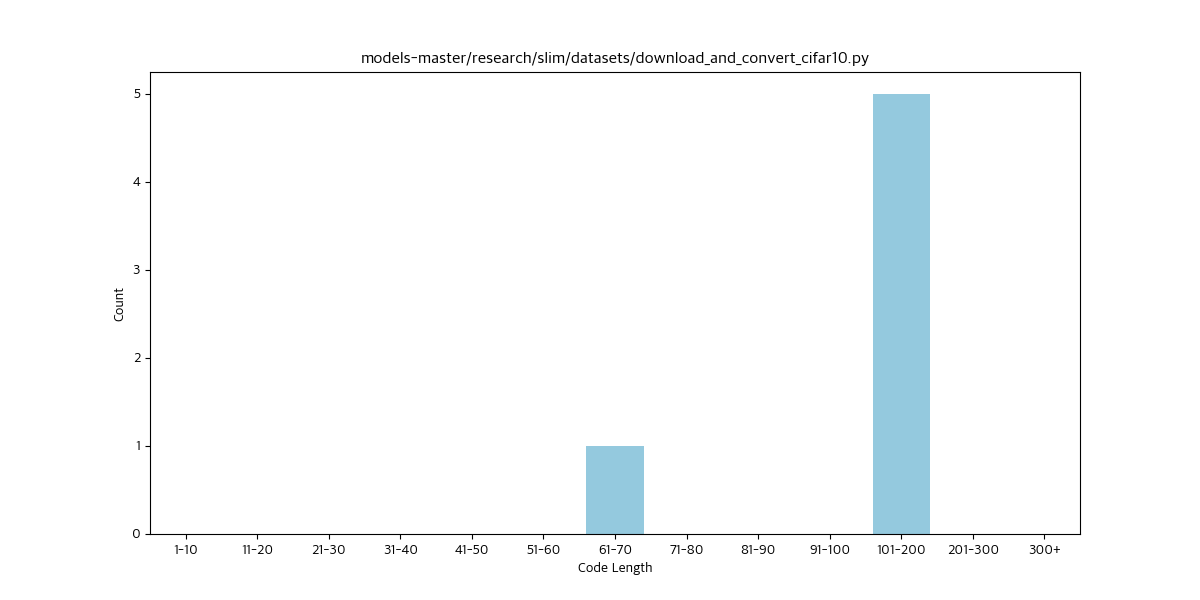 models-master/research/slim/datasets/download_and_convert_cifar10.py
5
4
3
2
1
0
Count
1-10 11-20 21-30 31-40 41-50 51-60 61-70 71-80 81-90 91-100 101-200 201-300 300+
Code Length